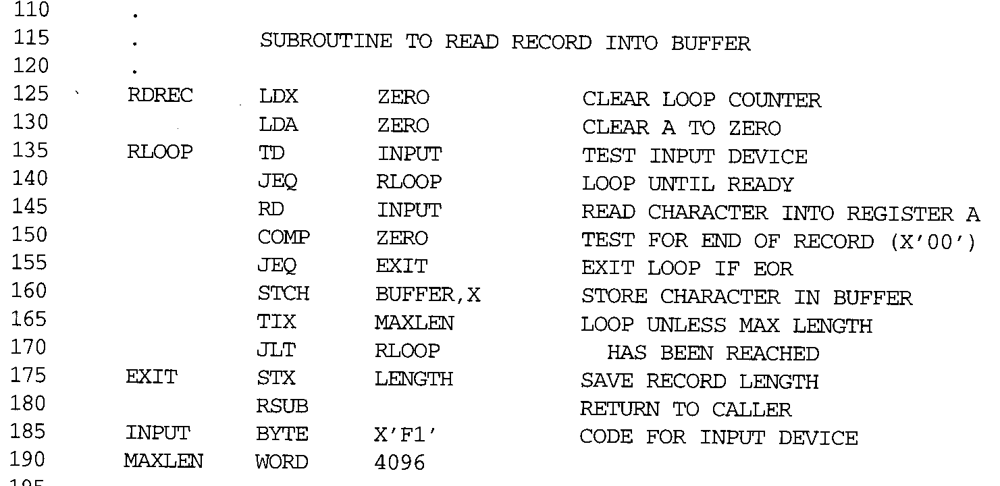 110 .
115 . SUBROUTINE TO READ RECORD INTO BUFFER
120 .
125 RDREC LDX ZERO CLEAR LOOP COUNTER
130 LDA ZERO CLEAR A TO ZERO
135 RLOOP TD INPUT TEST INPUT DEVICE
140 JEQ RLOOP LOOP UNTIL READY
145 RD INPUT READ CHARACTER INTO REGISTER A
150 COMP ZERO TEST FOR END OF RECORD (X'00')
155 JEQ EXIT EXIT LOOP IF EOR
160 STCH BUFFER,X STORE CHARACTER IN BUFFER
165 TIX MAXLEN LOOP UNLESS MAX LENGTH
170 JLT RLOOP HAS BEEN REACHED
175 EXIT STX LENGTH SAVE RECORD LENGTH
180 RSUB RETURN TO CALLER
185 INPUT BYTE X'F1' CODE FOR INPUT DEVICE
190 MAXLEN WORD 4096
195